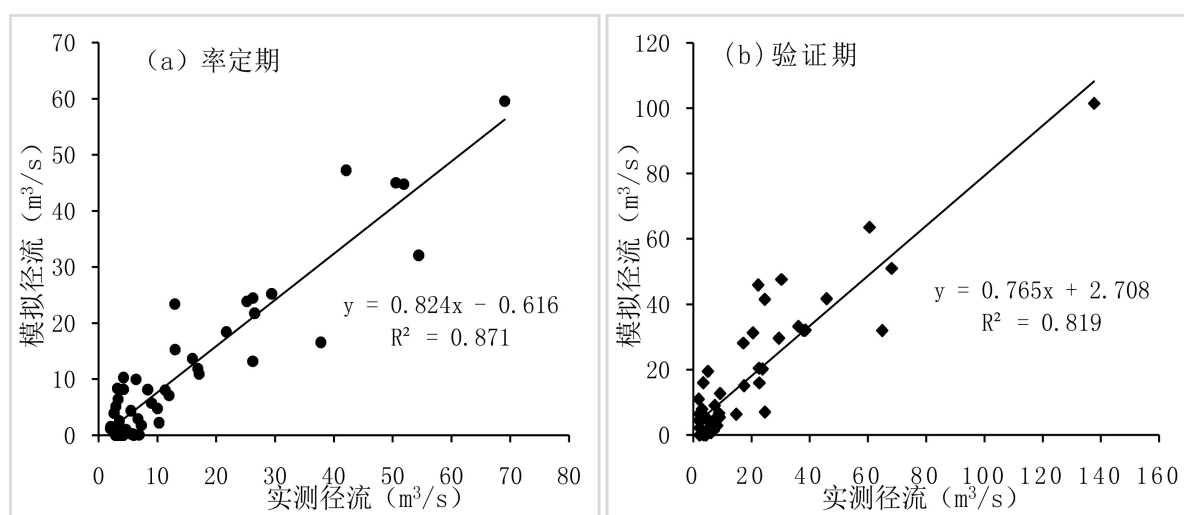 (a) 率定期
70
60
50
40
30
20
10
0
模拟径流 (m³/s)
y = 0.824x − 0.616
R² = 0.871
0 10 20 30 40 50 60 70 80
实测径流 (m³/s)
(b)验证期
120
100
80
60
40
20
0
模拟径流 (m³/s)
y = 0.765x + 2.708
R² = 0.819
0 20 40 60 80 100 120 140 160
实测径流 (m³/s)